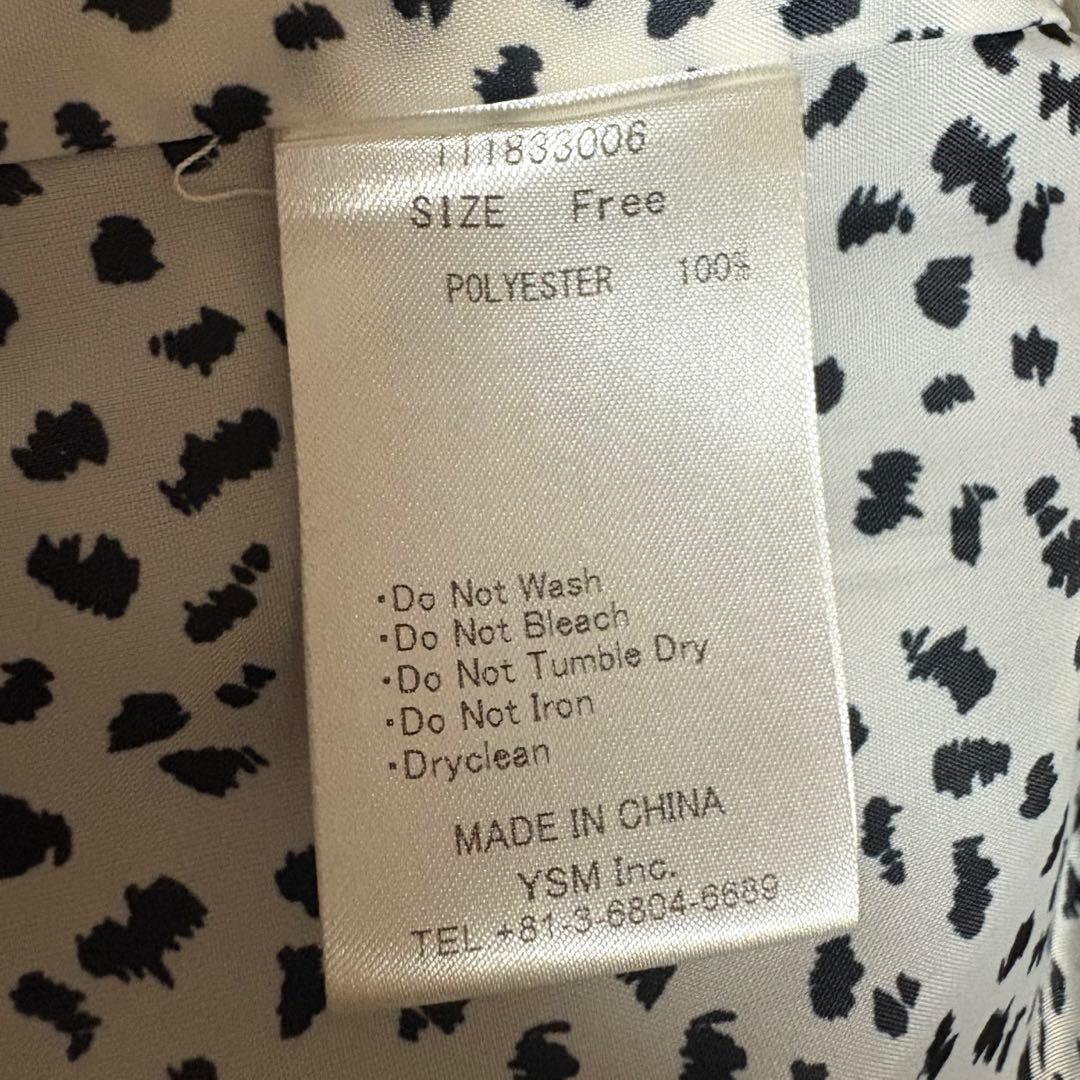 111833006
SIZE Free
POLYESTER 100%
・Do Not Wash
・Do Not Bleach
・Do Not Tumble Dry
・Do Not Iron
・Dryclean
MADE IN CHINA
YSM Inc.
TEL +81-3-6804-6689